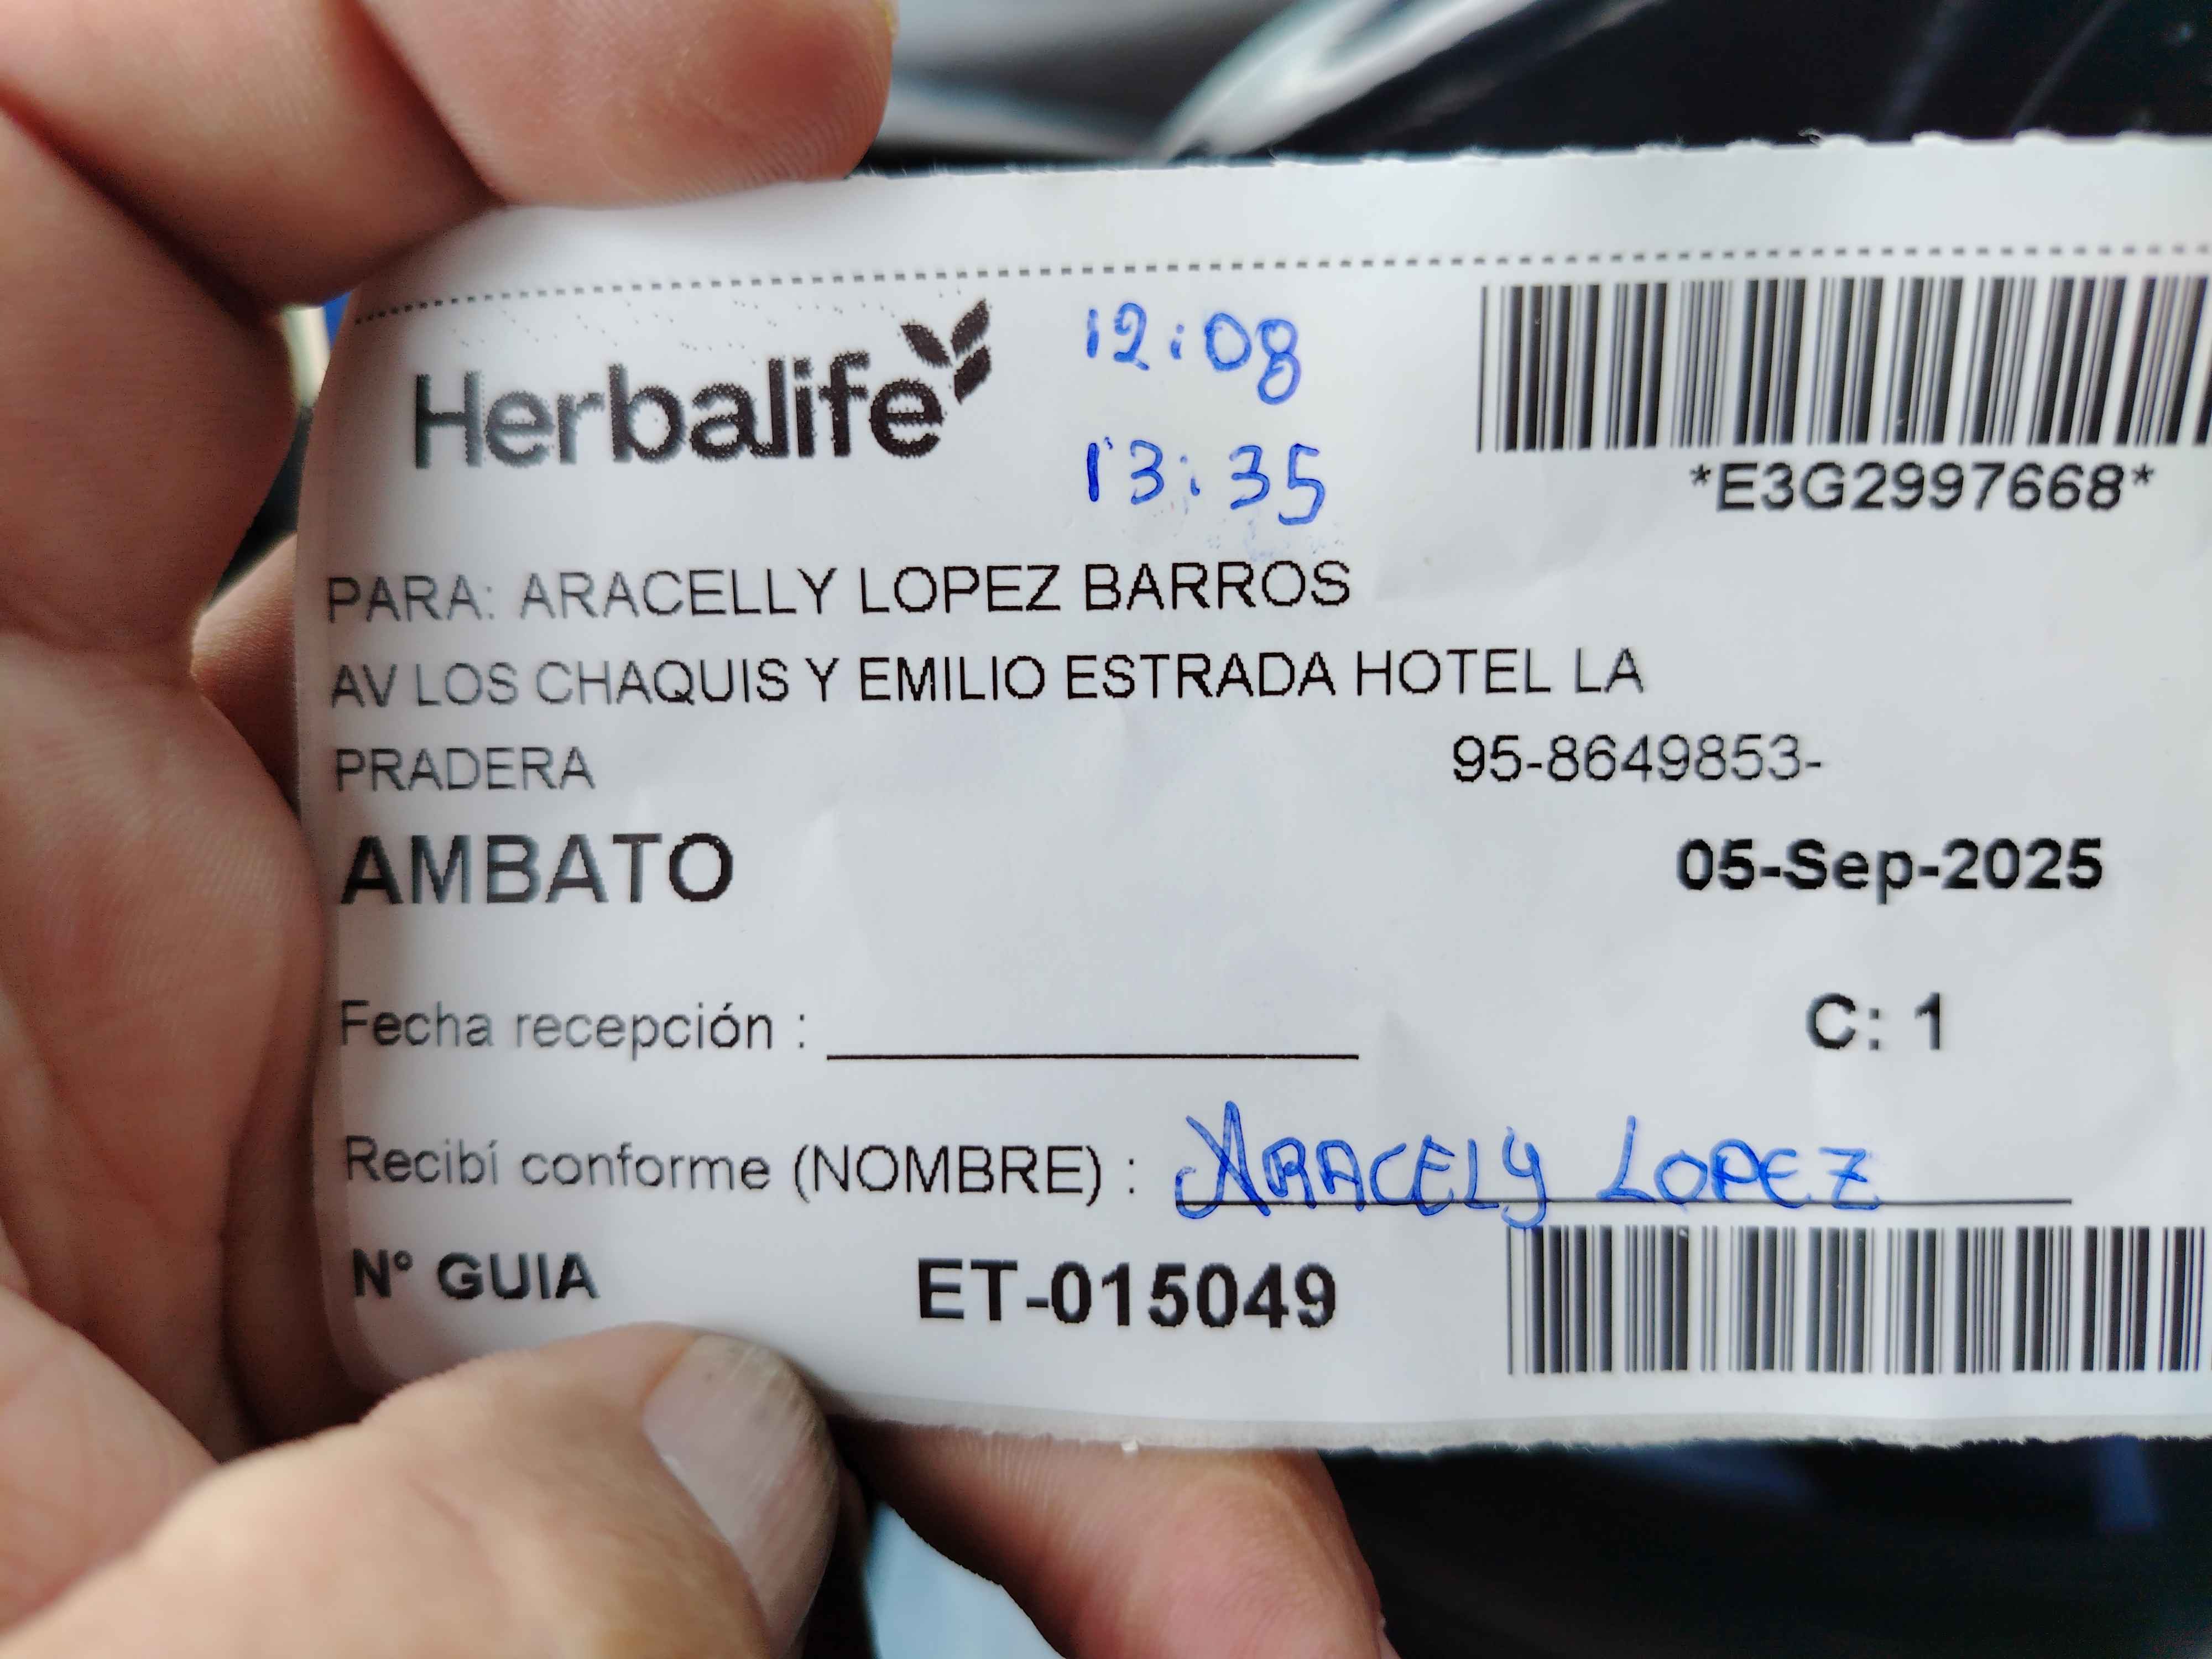 Herbalife
12:08
13:35
*E3G2997668*
PARA: ARACELLY LOPEZ BARROS
AV LOS CHAQUIS Y EMILIO ESTRADA HOTEL LA
PRADERA 95-8649853-
AMBATO 05-Sep-2025
Fecha recepción : C: 1
Recibí conforme (NOMBRE) : ARACELY LOPEZ
N° GUIA ET-015049